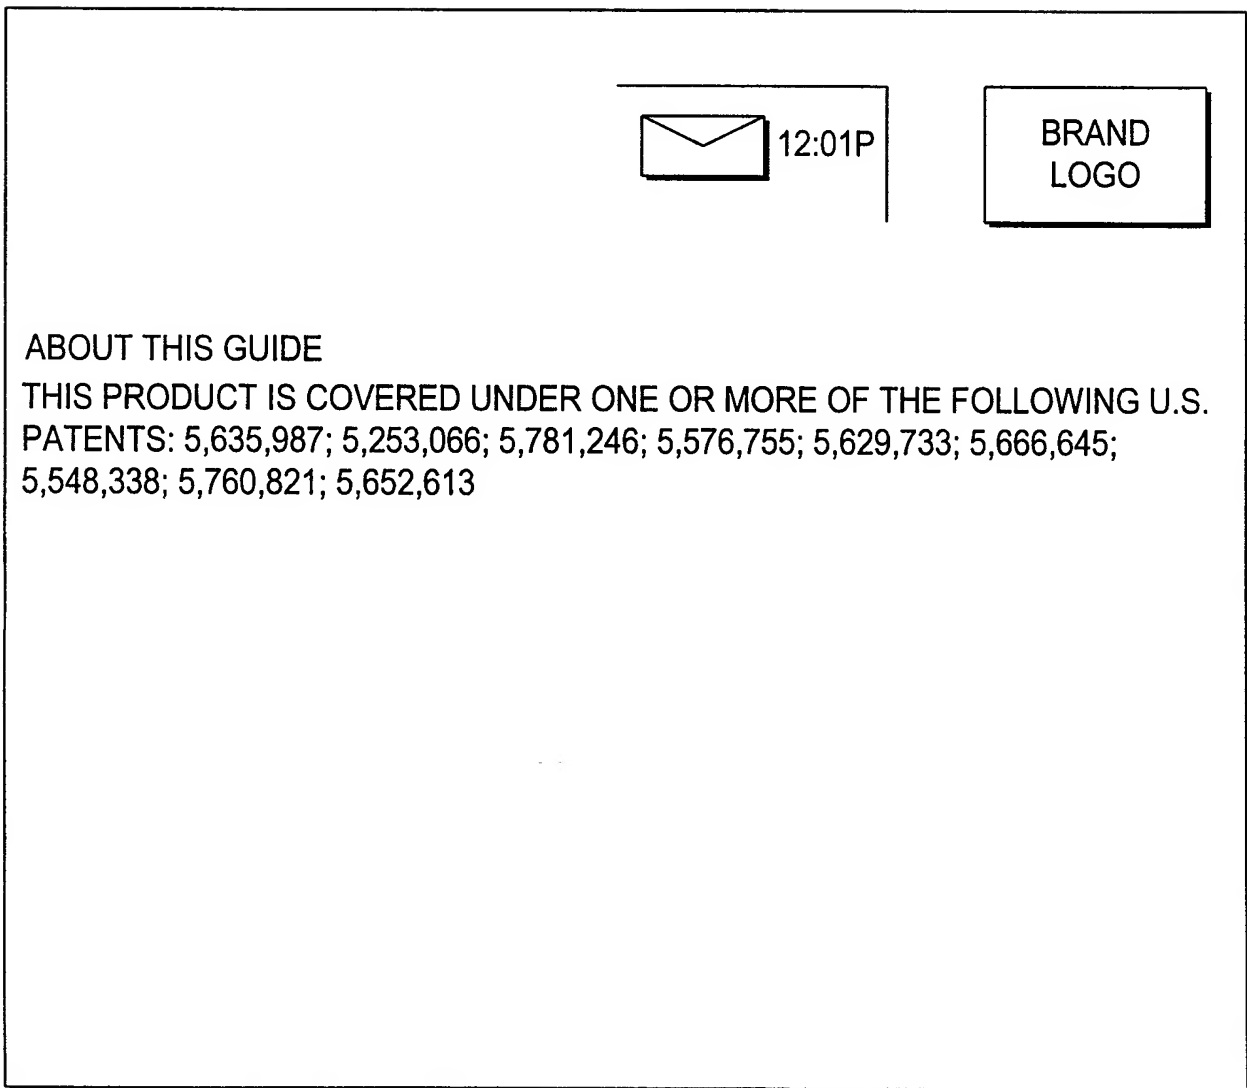 12:01P
BRAND
LOGO
ABOUT THIS GUIDE
THIS PRODUCT IS COVERED UNDER ONE OR MORE OF THE FOLLOWING U.S.
PATENTS: 5,635,987; 5,253,066; 5,781,246; 5,576,755; 5,629,733; 5,666,645;
5,548,338; 5,760,821; 5,652,613